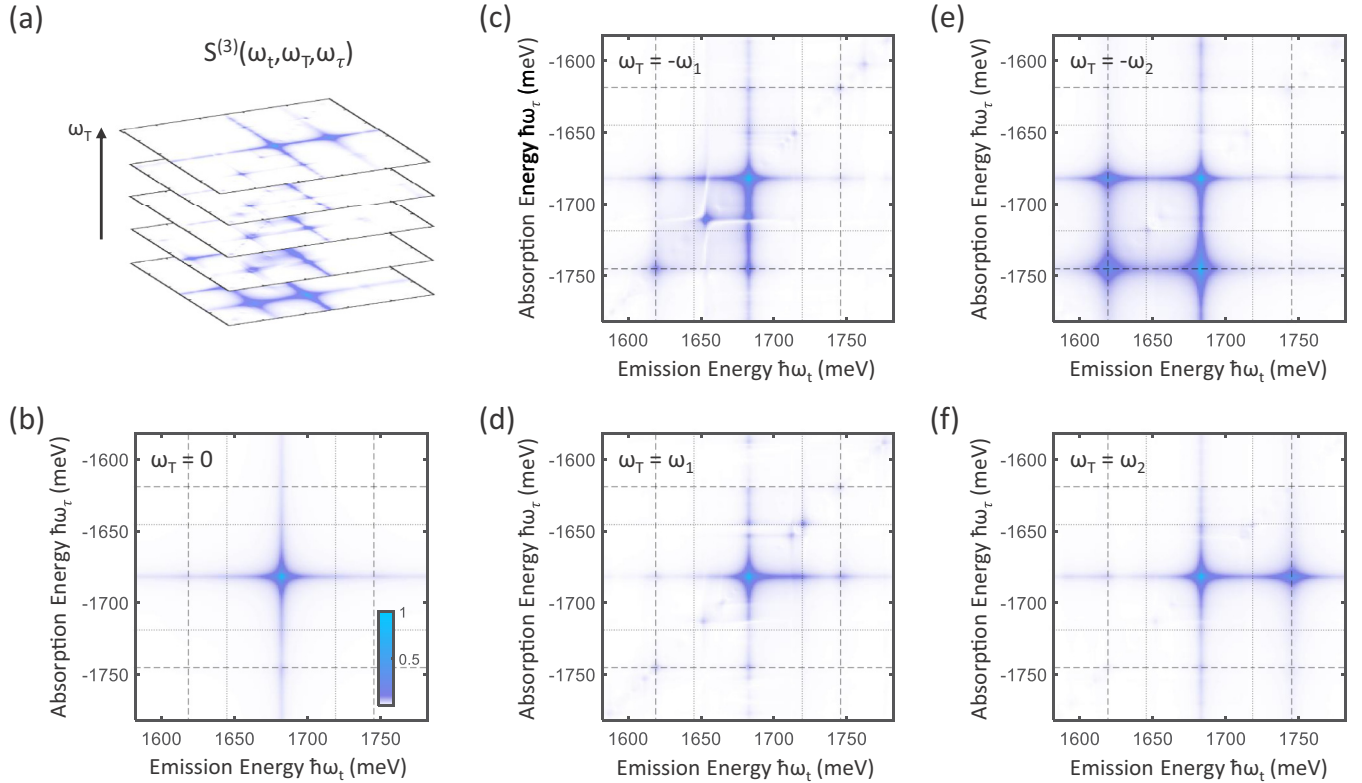 (a)
S⁽³⁾(ω_t,ω_T,ω_τ)
ω_T
(b)
ω_T = 0
Absorption Energy ħω_τ (meV)
-1600
-1650
-1700
-1750
1
0.5
1600 1650 1700 1750
Emission Energy ħω_t (meV)
(c)
ω_T = -ω₁
Absorption Energy ħω_τ (meV)
-1600
-1650
-1700
-1750
1600 1650 1700 1750
Emission Energy ħω_t (meV)
(d)
ω_T = ω₁
Absorption Energy ħω_τ (meV)
-1600
-1650
-1700
-1750
1600 1650 1700 1750
Emission Energy ħω_t (meV)
(e)
ω_T = -ω₂
Absorption Energy ħω_τ (meV)
-1600
-1650
-1700
-1750
1600 1650 1700 1750
Emission Energy ħω_t (meV)
(f)
ω_T = ω₂
Absorption Energy ħω_τ (meV)
-1600
-1650
-1700
-1750
1600 1650 1700 1750
Emission Energy ħω_t (meV)